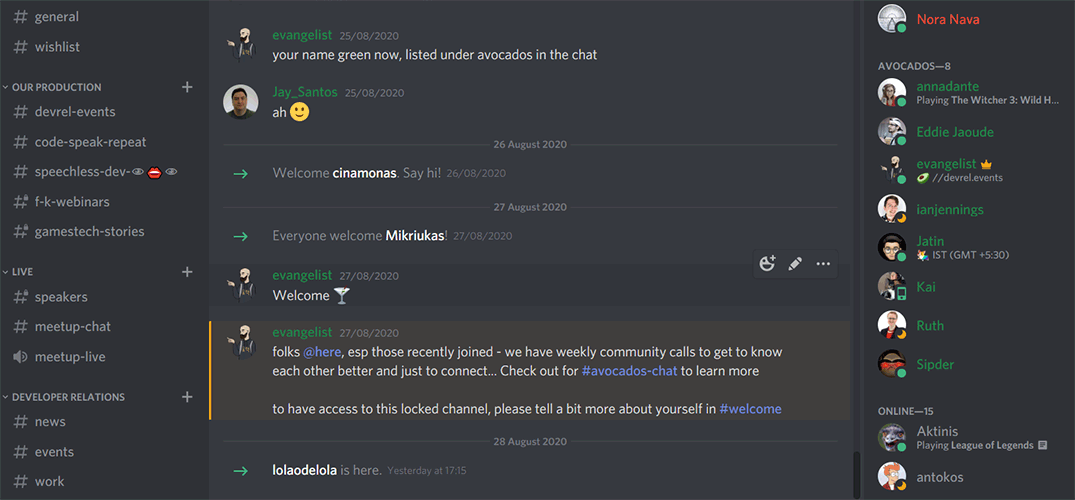 general
wishlist
OUR PRODUCTION
devrel-events
code-speak-repeat
speechless-dev-👁👄👁
f-k-webinars
gamestech-stories
LIVE
speakers
meetup-chat
meetup-live
DEVELOPER RELATIONS
news
events
work
evangelist 25/08/2020
your name green now, listed under avocados in the chat
Jay_Santos 25/08/2020
ah 🙂
26 August 2020
Welcome cinamonas. Say hi! 26/08/2020
27 August 2020
Everyone welcome Mikriukas! 27/08/2020
evangelist 27/08/2020
Welcome 🍸
evangelist 27/08/2020
folks @here, esp those recently joined - we have weekly community calls to get to know
each other better and just to connect... Check out for #avocados-chat to learn more
to have access to this locked channel, please tell a bit more about yourself in #welcome
28 August 2020
lolaodelola is here. Yesterday at 17:15
Nora Nava
AVOCADOS—8
annadante
Playing The Witcher 3: Wild H...
Eddie Jaoude
evangelist
🥑 //devrel.events
ianjennings
Jatin
IST (GMT +5:30)
Kai
Ruth
Sipder
ONLINE—15
Aktinis
Playing League of Legends
antokos